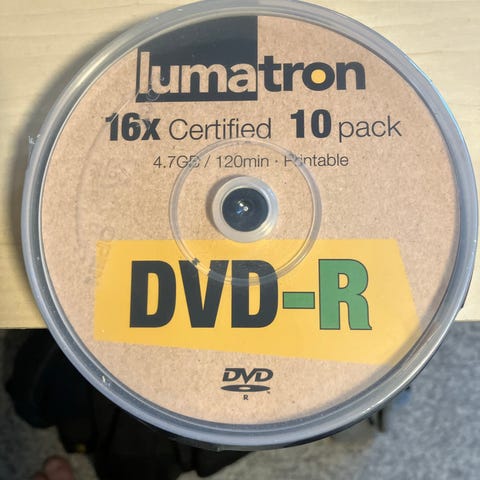 lumatron
16x Certified 10 pack
4.7GB / 120min · Printable
DVD-R
DVD
R